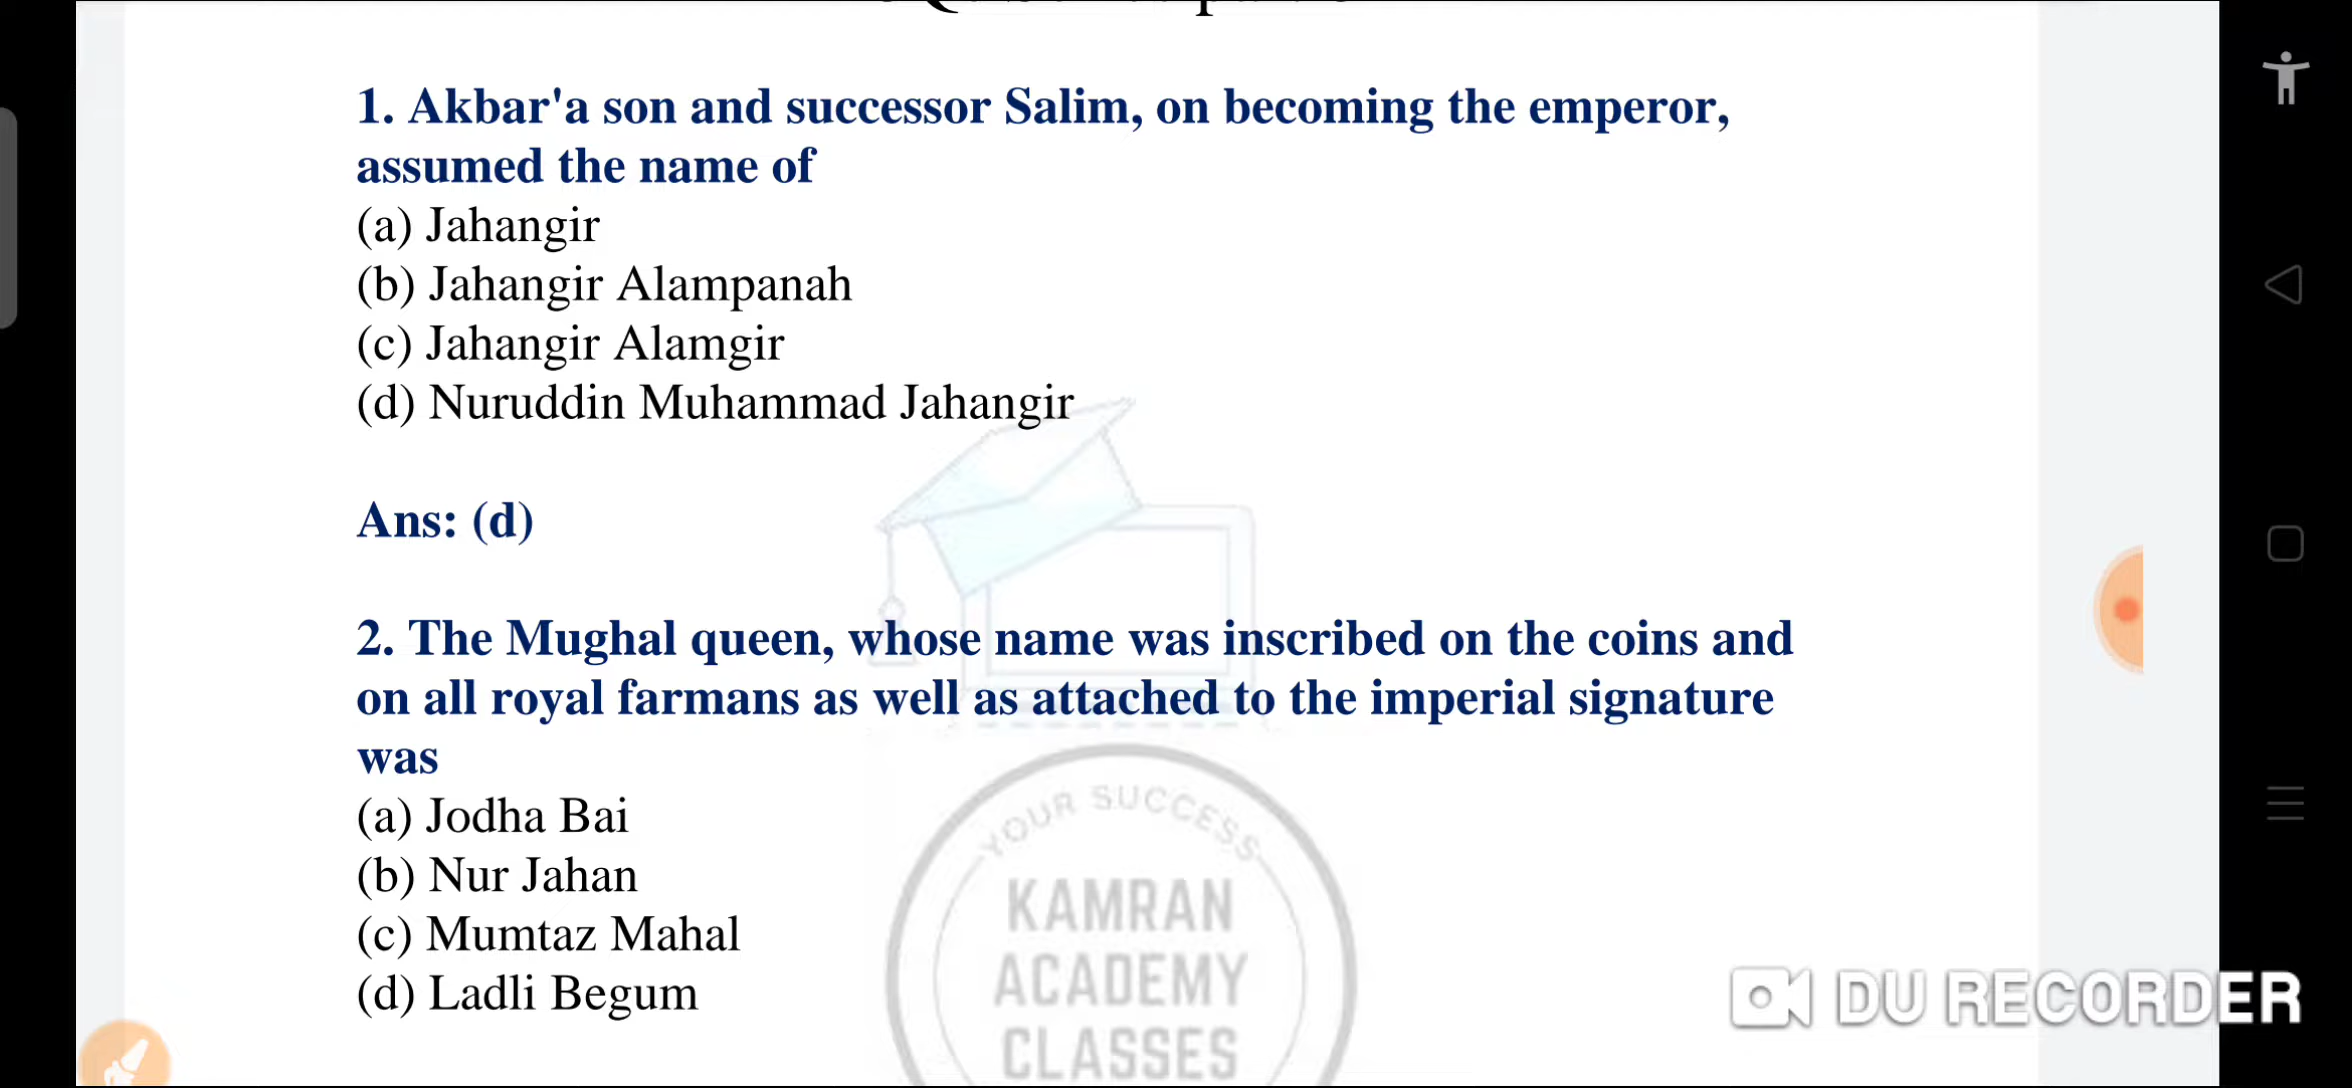 1. Akbar'a son and successor Salim, on becoming the emperor,
assumed the name of
(a) Jahangir
(b) Jahangir Alampanah
(c) Jahangir Alamgir
(d) Nuruddin Muhammad Jahangir
Ans: (d)
2. The Mughal queen, whose name was inscribed on the coins and
on all royal farmans as well as attached to the imperial signature
was
(a) Jodha Bai
(b) Nur Jahan
(c) Mumtaz Mahal
(d) Ladli Begum
YOUR SUCCESS
KAMRAN
ACADEMY
CLASSES
DU RECORDER